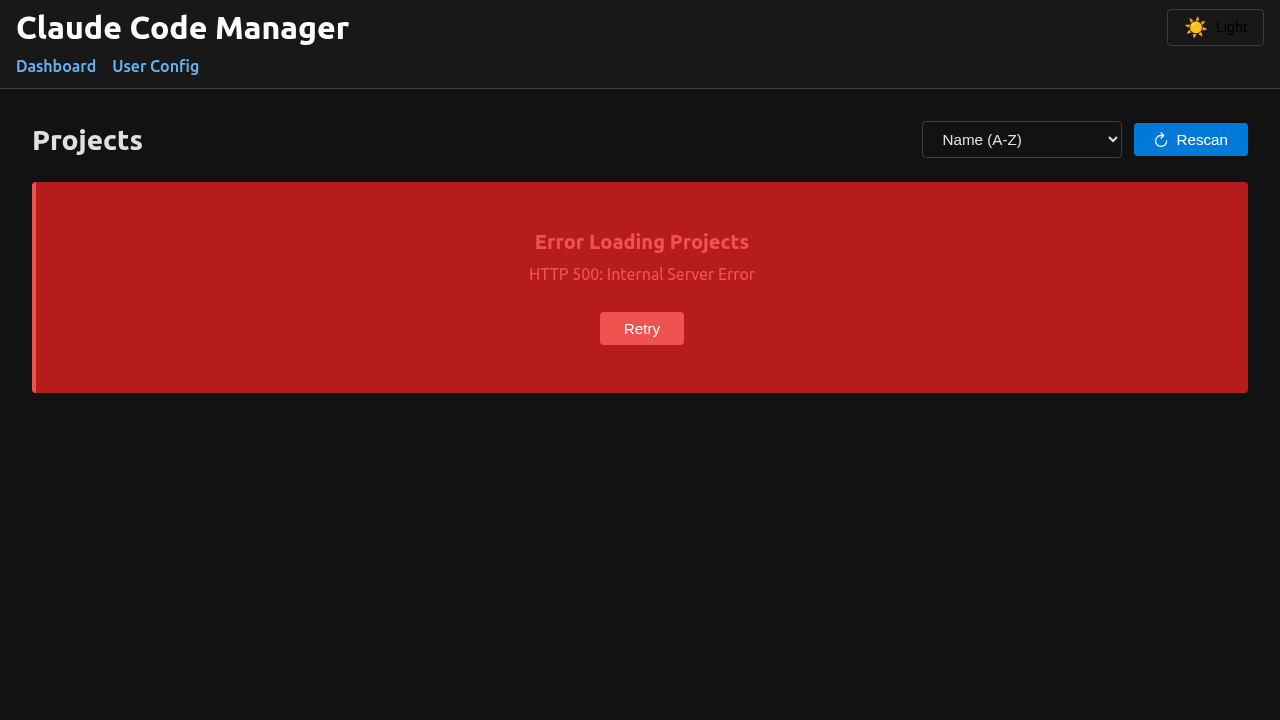 Claude Code Manager
Light
Dashboard User Config
Projects
Name (A-Z)
Rescan
Error Loading Projects
HTTP 500: Internal Server Error
Retry